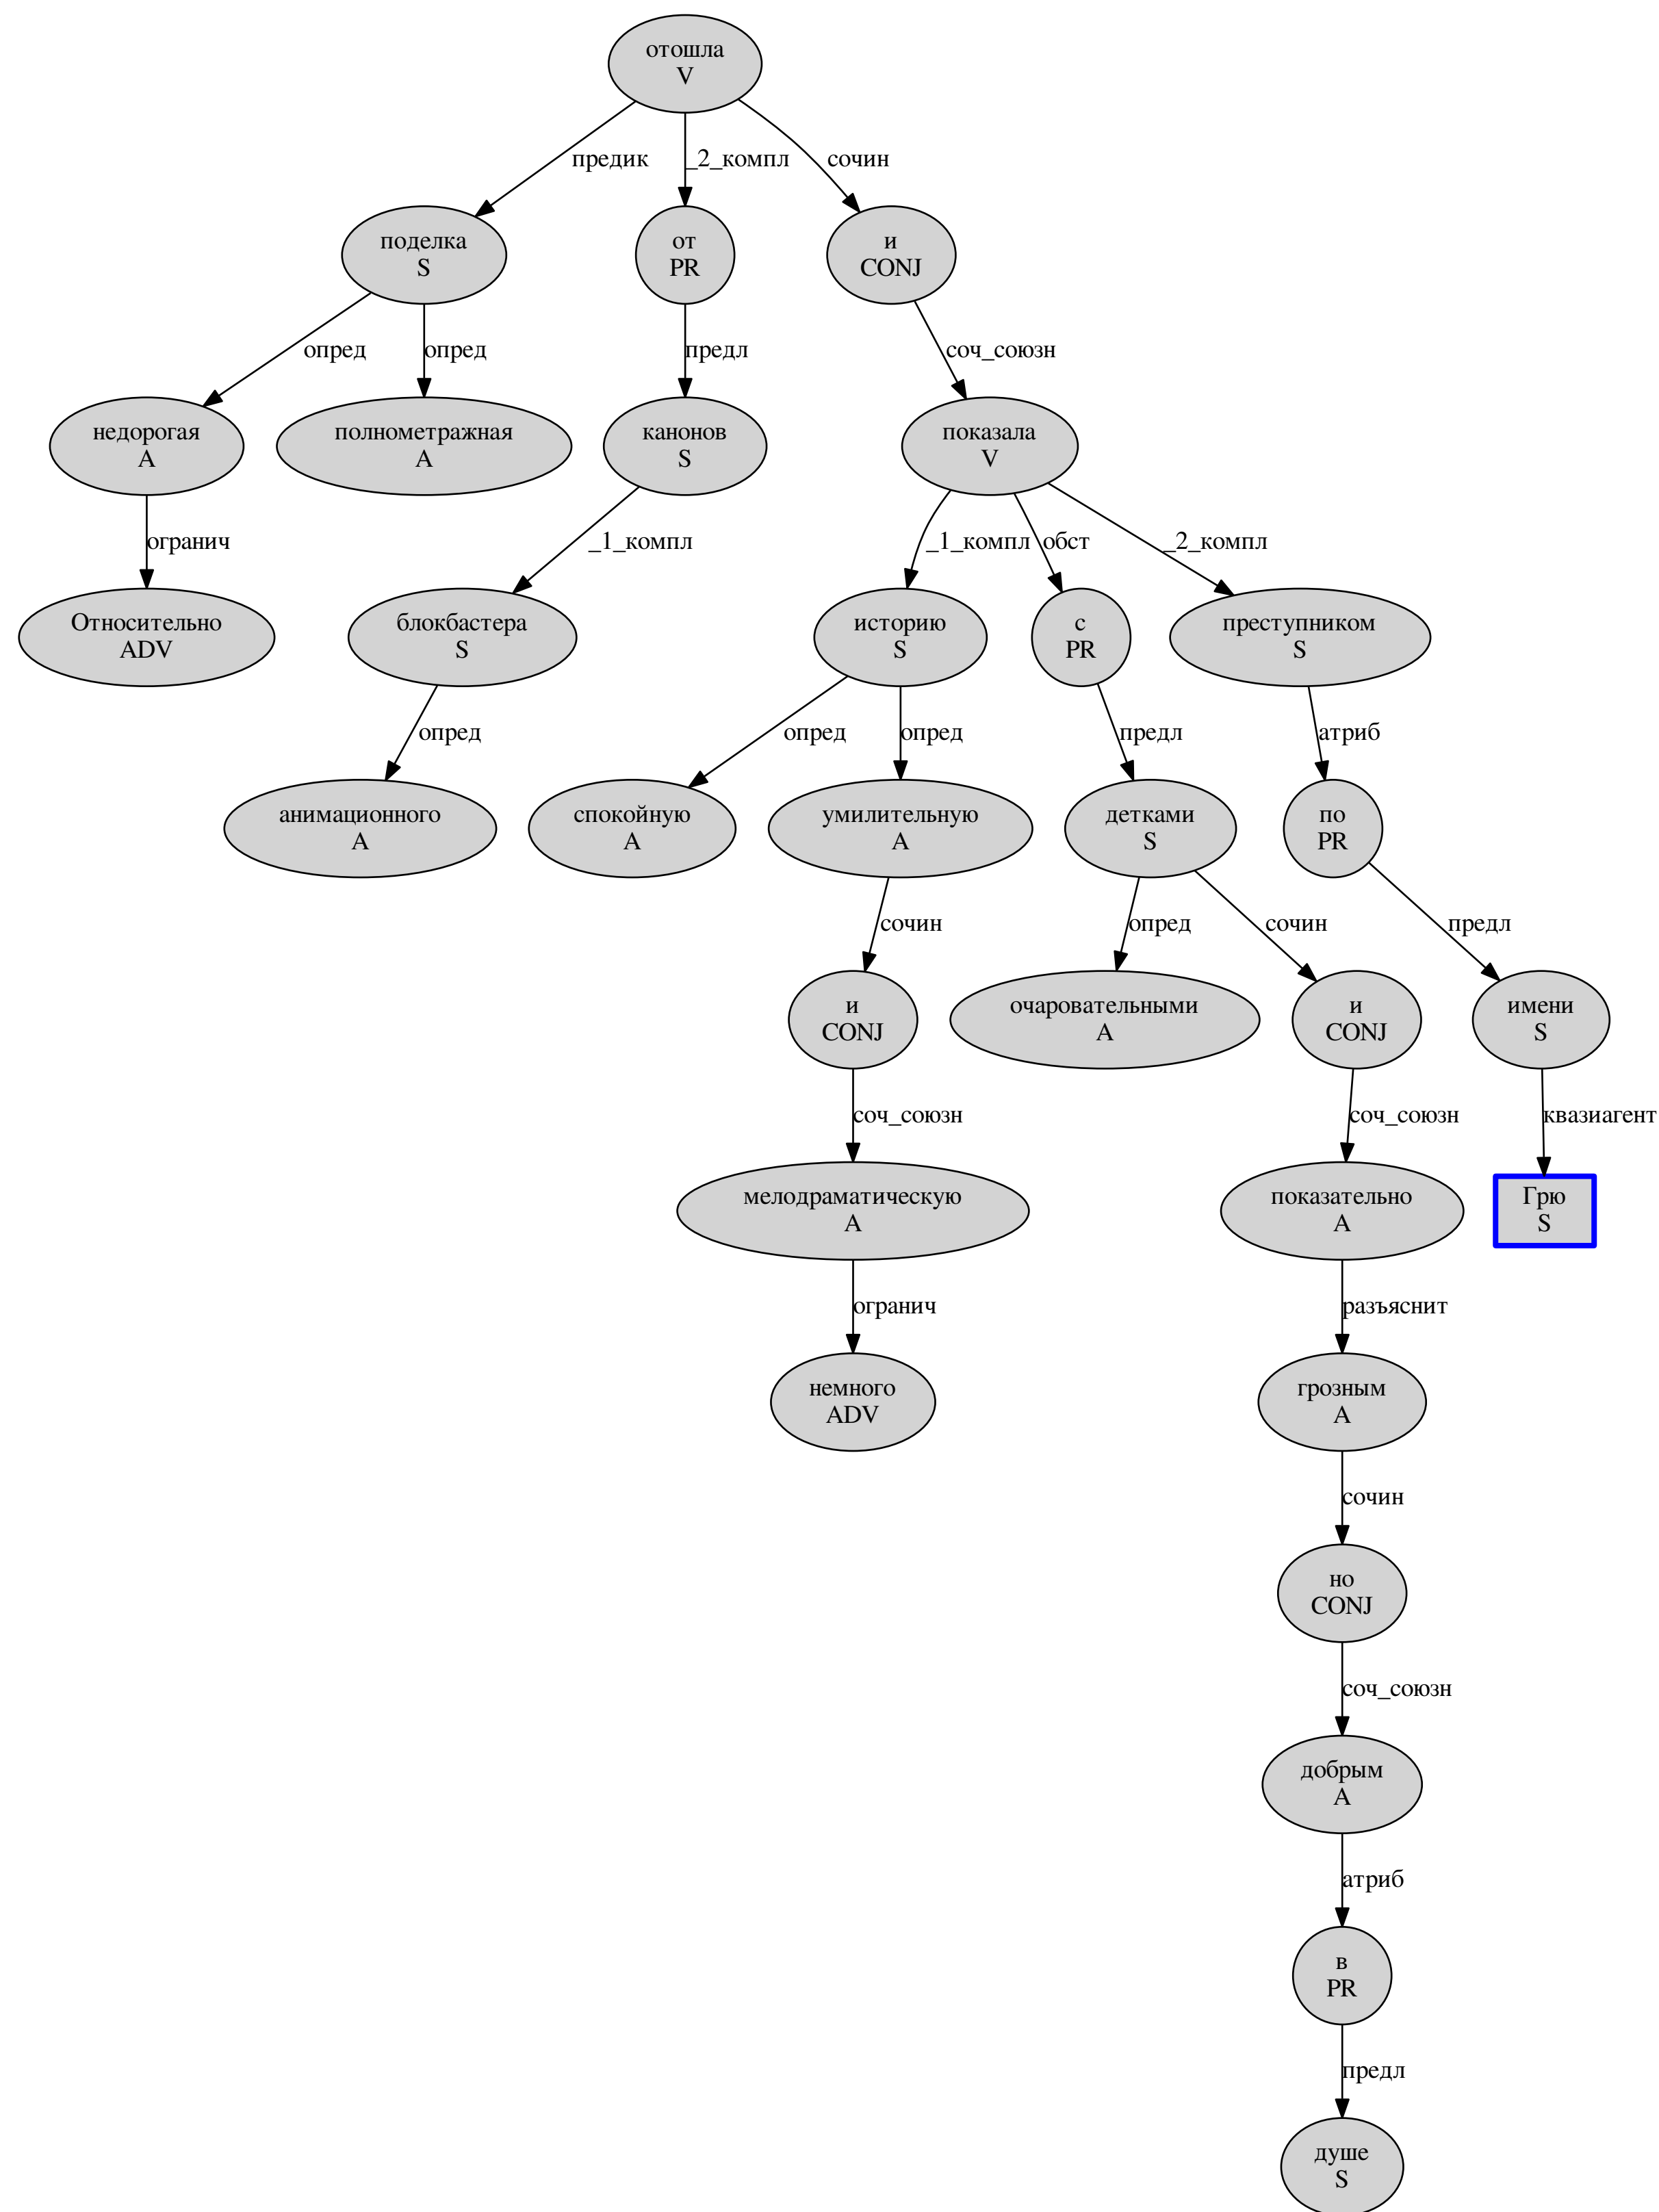 отошла
V
предик
_2_компл
сочин
поделка
S
от
PR
и
CONJ
опред
опред
предл
соч_союзн
недорогая
A
полнометражная
A
канонов
S
показала
V
огранич
_1_компл
_1_компл
обст
_2_компл
Относительно
ADV
блокбастера
S
историю
S
с
PR
преступником
S
опред
опред
опред
предл
атриб
анимационного
A
спокойную
A
умилительную
A
детками
S
по
PR
сочин
опред
сочин
предл
и
CONJ
очаровательными
A
и
CONJ
имени
S
соч_союзн
соч_союзн
квазиагент
мелодраматическую
A
показательно
A
Грю
S
огранич
разъяснит
немного
ADV
грозным
A
сочин
но
CONJ
соч_союзн
добрым
A
атриб
в
PR
предл
душе
S